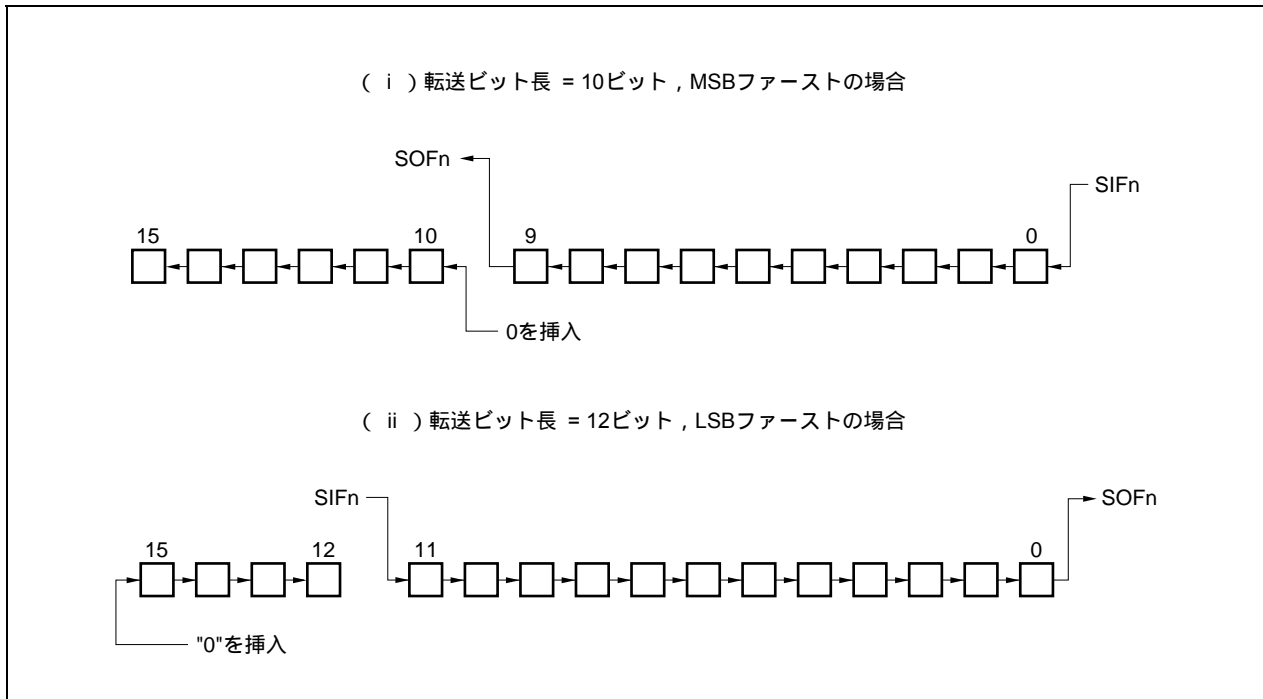 ( i ) 転送ビット長 = 10ビット , MSBファーストの場合
SOFn
SIFn
15 10 9 0
0を挿入
( ii ) 転送ビット長 = 12ビット , LSBファーストの場合
SIFn
SOFn
15 12 11 0
"0"を挿入